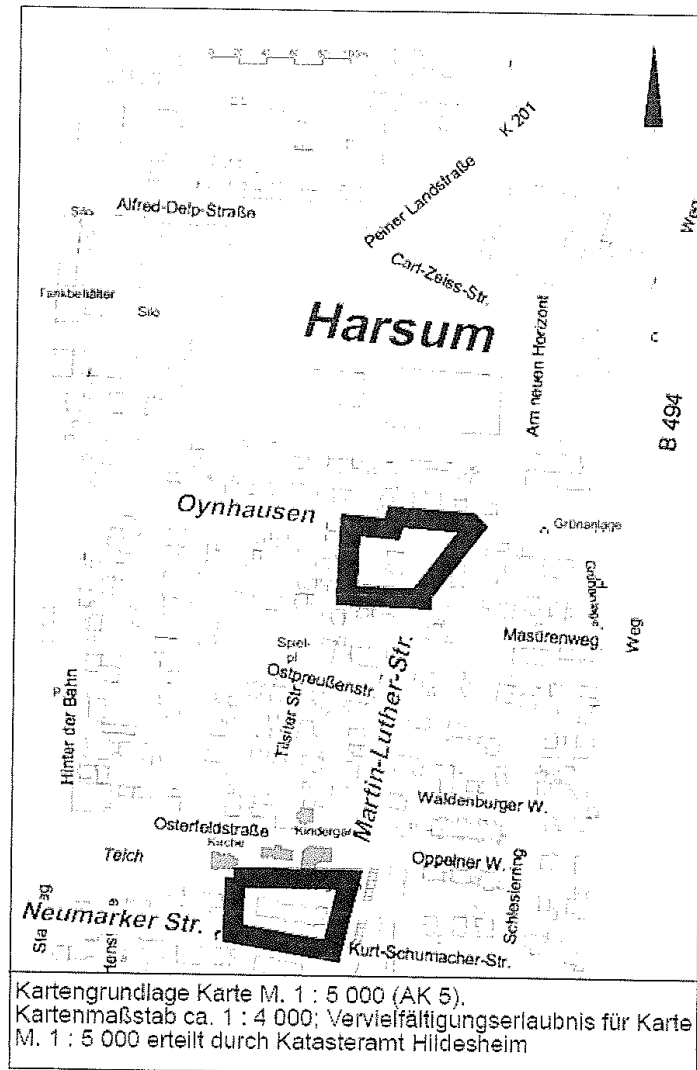 K 201
Peiner Landstraße
Weg
Silo
Alfred-Delp-Straße
Carl-Zeiss-Str.
Tankbehälter
Silo
Harsum
Am neuen Horizont
B 494
Oynhausen
Grünanlage
Masurenweg
Weg
Spiel-
pl
Ostpreußenstr.
Tilsiter Str
Hinter der Bahn
P
Martin-Luther-Str.
Waldenburger W.
Osterfeldstraße
Kirche
Teich
Oppelner W.
Schlesierring
Neumarker Str.
Kurt-Schumacher-Str.
Kartengrundlage Karte M. 1 : 5 000 (AK 5).
Kartenmaßstab ca. 1 : 4 000; Vervielfältigungserlaubnis für Karte
M. 1 : 5 000 erteilt durch Katasteramt Hildesheim